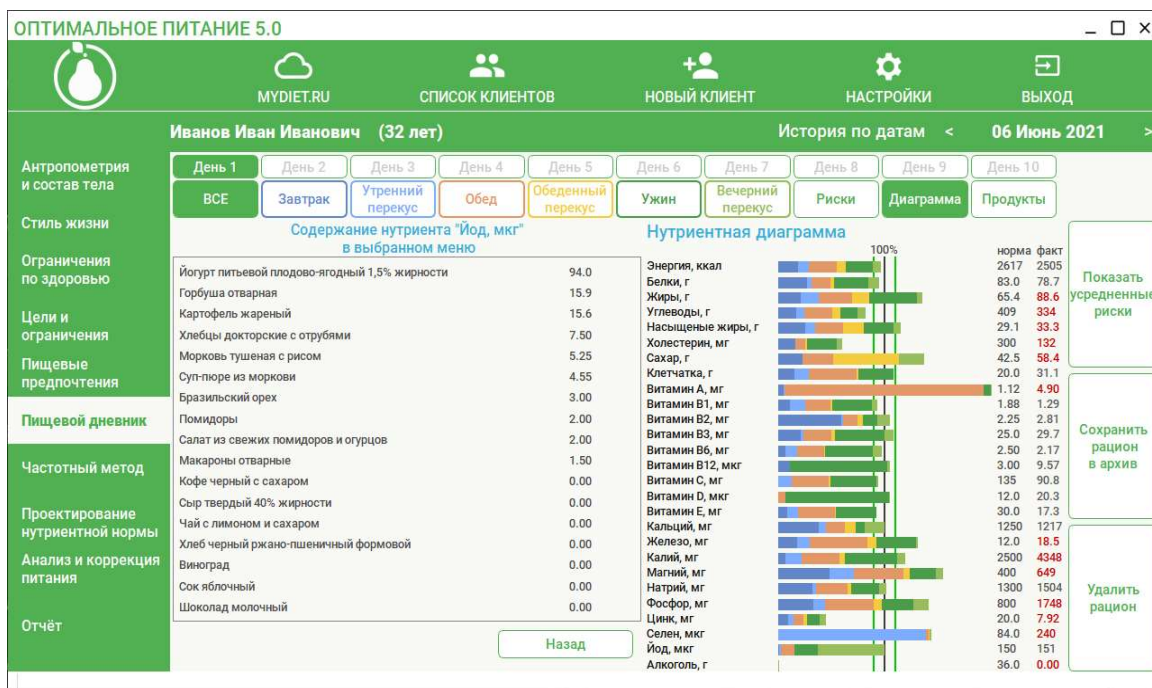 ОПТИМАЛЬНОЕ ПИТАНИЕ 5.0
MYDIET.RU
СПИСОК КЛИЕНТОВ
НОВЫЙ КЛИЕНТ
НАСТРОЙКИ
ВЫХОД
Иванов Иван Иванович (32 лет)
История по датам < 06 Июнь 2021 >
Антропометрия
и состав тела
Стиль жизни
Ограничения
по здоровью
Цели и
ограничения
Пищевые
предпочтения
Пищевой дневник
Частотный метод
Проектирование
нутриентной нормы
Анализ и коррекция
питания
Отчёт
День 1 День 2 День 3 День 4 День 5 День 6 День 7 День 8 День 9 День 10
ВСЕ
Завтрак
Утренний
перекус
Обед
Обеденный
перекус
Ужин
Вечерний
перекус
Риски
Диаграмма
Продукты
Содержание нутриента "Йод, мкг"
в выбранном меню
Йогурт питьевой плодово-ягодный 1,5% жирности 94.0
Горбуша отварная 15.9
Картофель жареный 15.6
Хлебцы докторские с отрубями 7.50
Морковь тушеная с рисом 5.25
Суп-пюре из моркови 4.55
Бразильский орех 3.00
Помидоры 2.00
Салат из свежих помидоров и огурцов 2.00
Макароны отварные 1.50
Кофе черный с сахаром 0.00
Сыр твердый 40% жирности 0.00
Чай с лимоном и сахаром 0.00
Хлеб черный ржано-пшеничный формовой 0.00
Виноград 0.00
Сок яблочный 0.00
Шоколад молочный 0.00
Назад
Нутриентная диаграмма
100% норма факт
Энергия, ккал 2617 2505
Белки, г 83.0 78.7
Жиры, г 65.4 88.6
Углеводы, г 409 334
Насыщеные жиры, г 29.1 33.3
Холестерин, мг 300 132
Сахар, г 42.5 58.4
Клетчатка, г 20.0 31.1
Витамин А, мг 1.12 4.90
Витамин В1, мг 1.88 1.29
Витамин В2, мг 2.25 2.81
Витамин В3, мг 25.0 29.7
Витамин В6, мг 2.50 2.17
Витамин В12, мкг 3.00 9.57
Витамин С, мг 135 90.8
Витамин D, мкг 12.0 20.3
Витамин Е, мг 30.0 17.3
Кальций, мг 1250 1217
Железо, мг 12.0 18.5
Калий, мг 2500 4348
Магний, мг 400 649
Натрий, мг 1300 1504
Фосфор, мг 800 1748
Цинк, мг 20.0 7.92
Селен, мкг 84.0 240
Йод, мкг 150 151
Алкоголь, г 36.0 0.00
Показать
усредненные
риски
Сохранить
рацион
в архив
Удалить
рацион